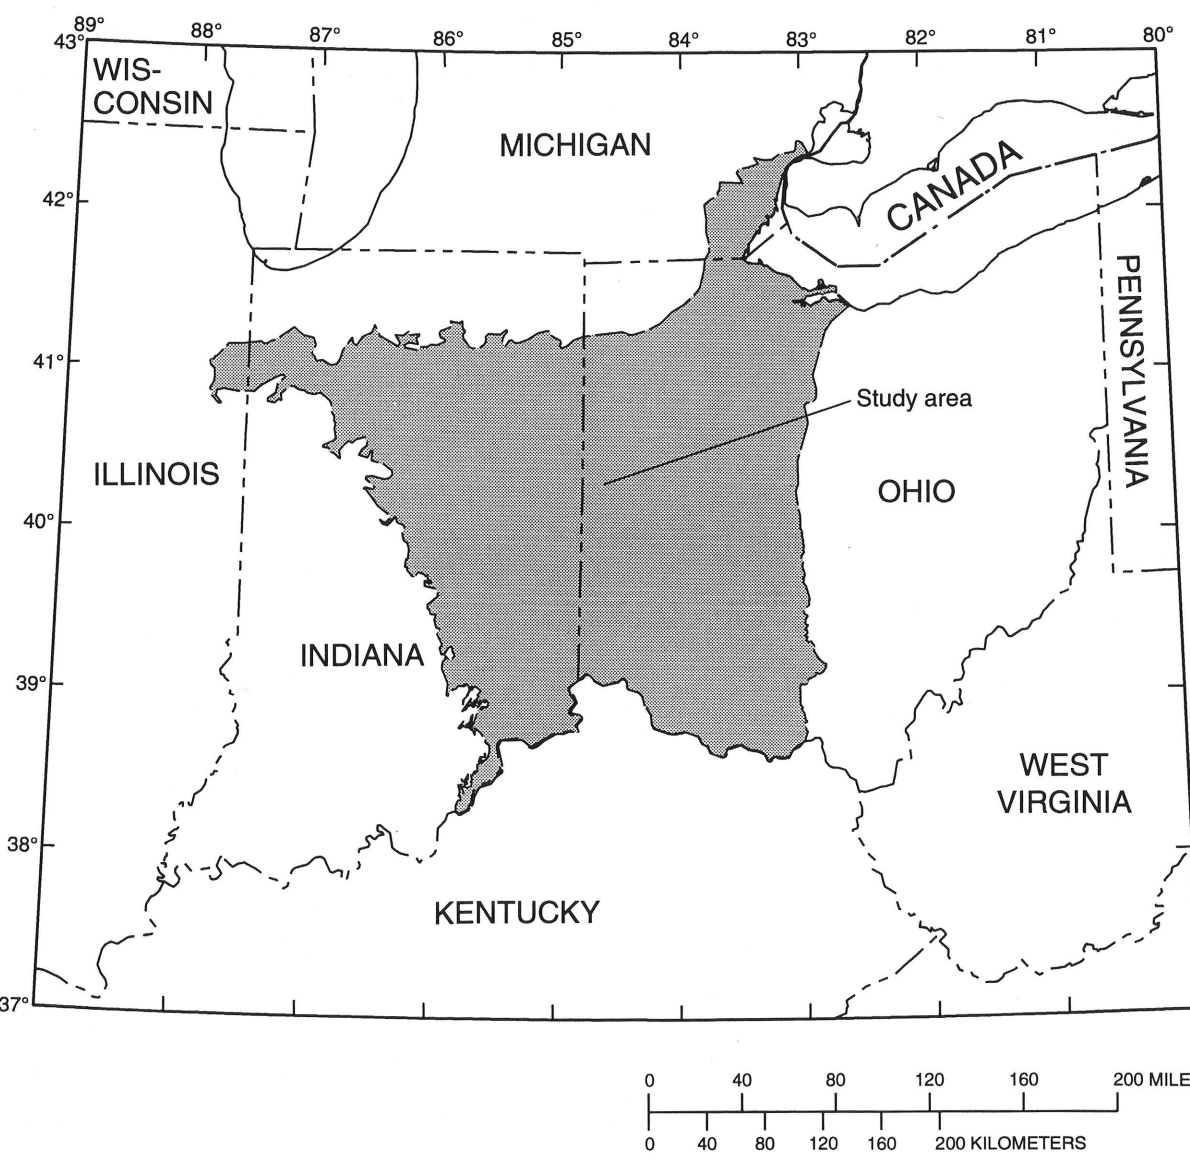 89°
88°
87°
86°
85°
84°
83°
82°
81°
80°
43°
WIS-
CONSIN
MICHIGAN
CANADA
42°
PENNSYLVANIA
41°
Study area
ILLINOIS
OHIO
40°
INDIANA
39°
WEST
VIRGINIA
38°
KENTUCKY
37°
0 40 80 120 160 200 MILE
0 40 80 120 160 200 KILOMETERS